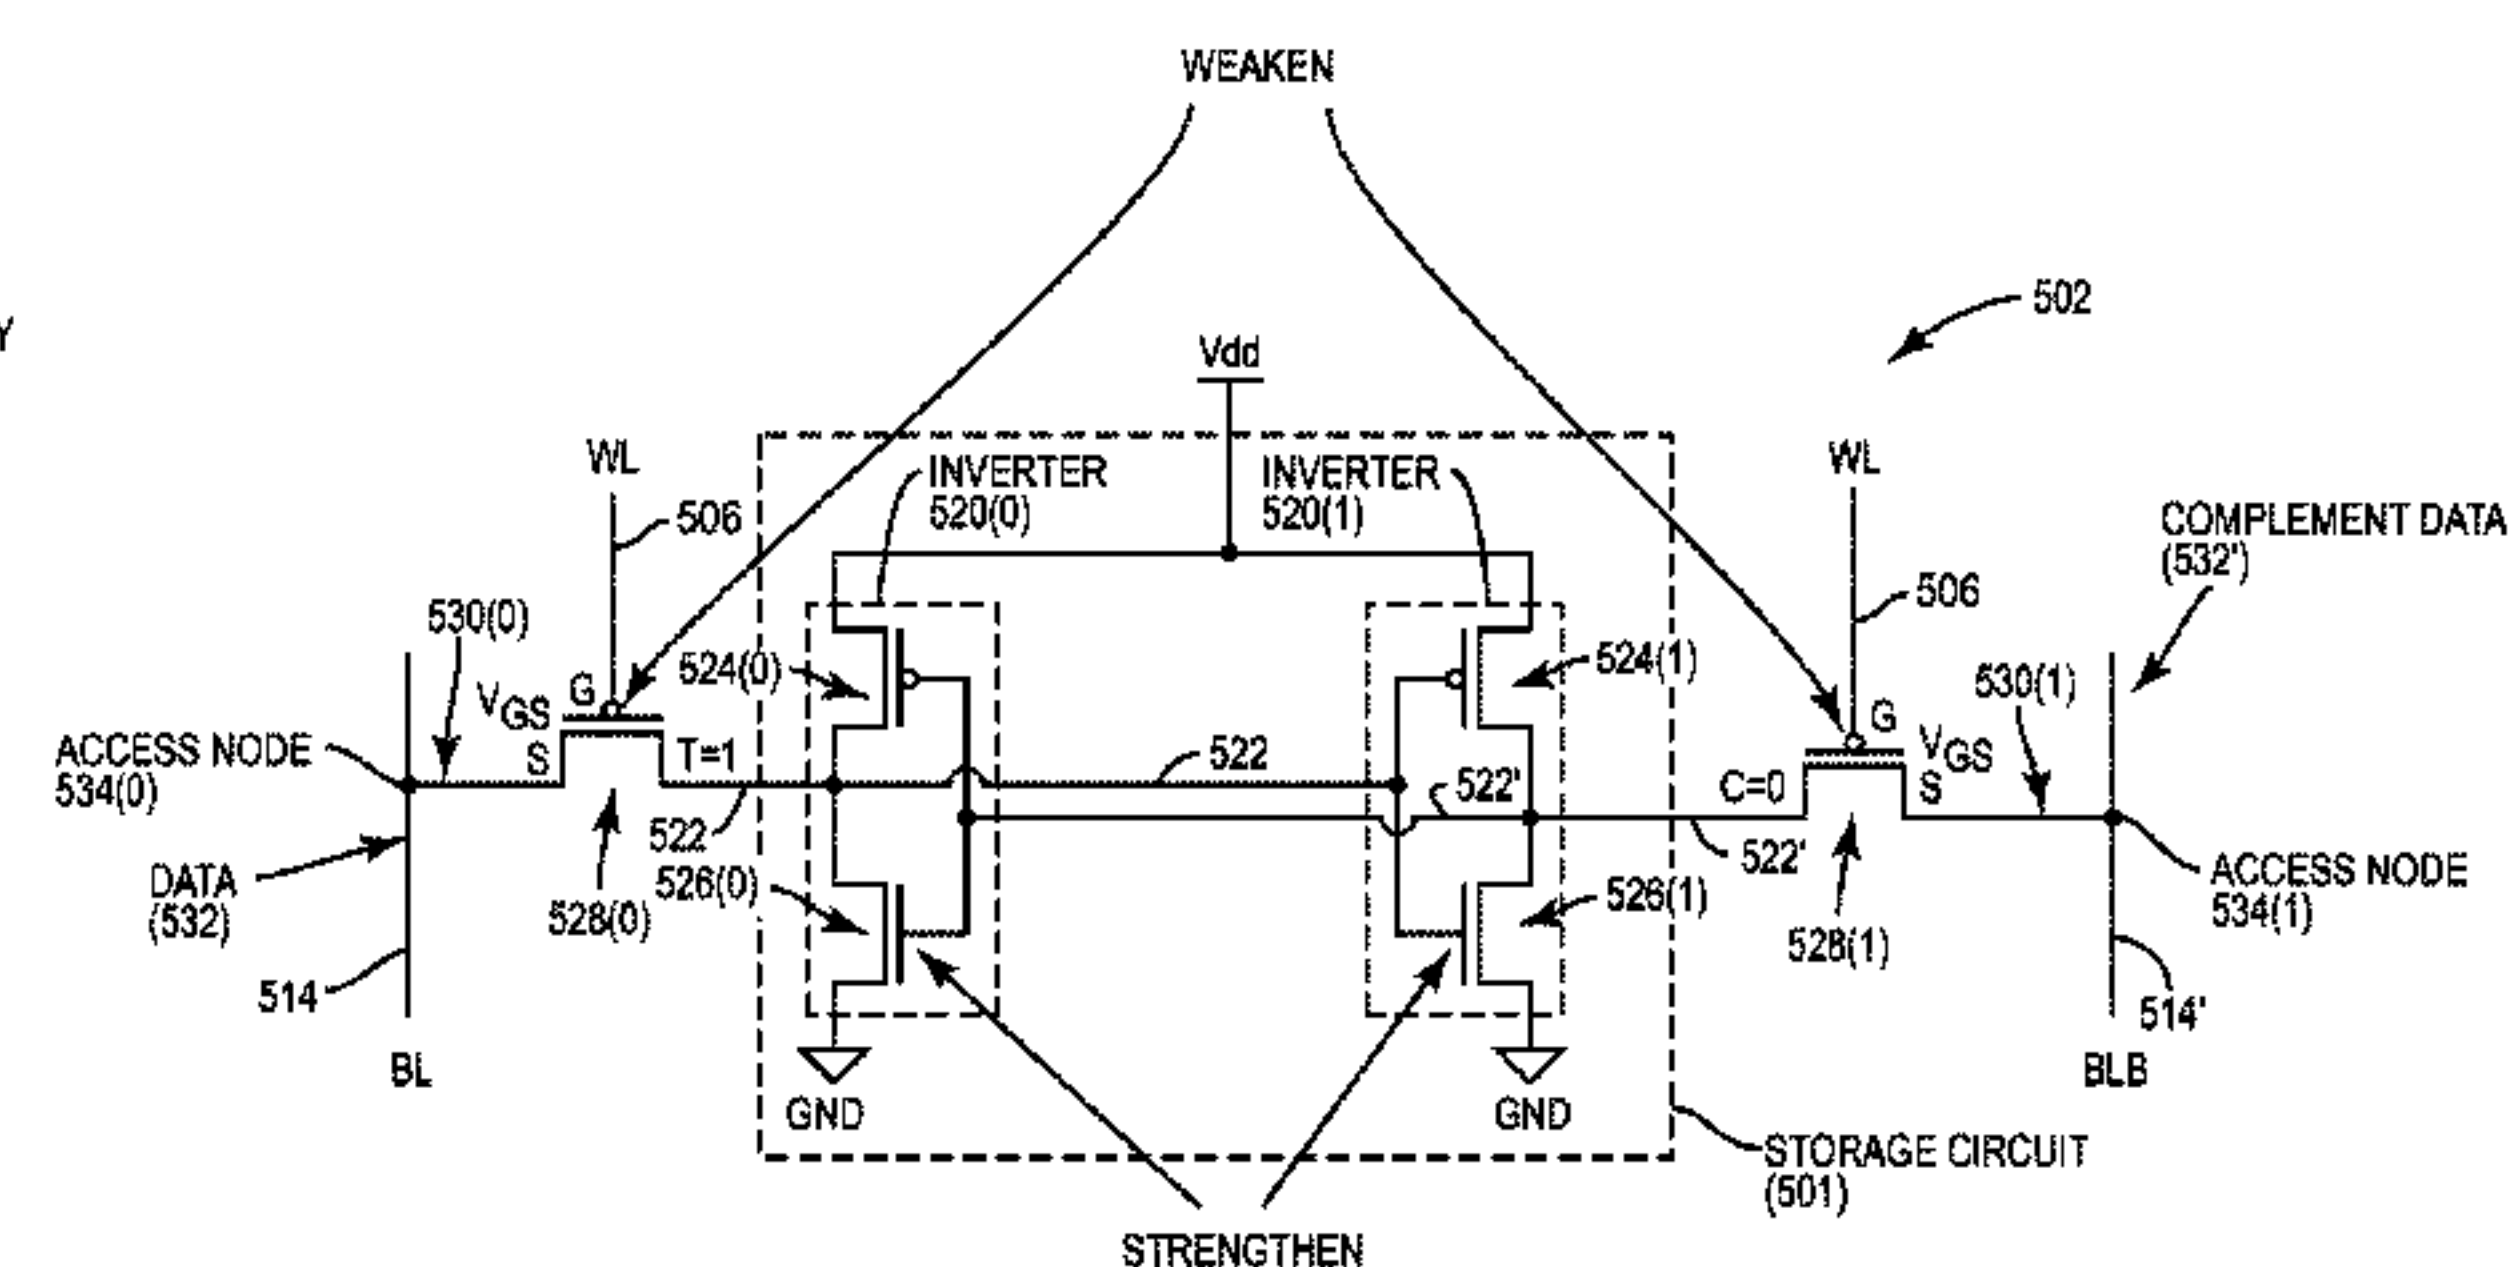 WEAKEN
502
Y
Vdd
WL
INVERTER
520(0)
INVERTER
520(1)
WL
506
COMPLEMENT DATA
(532')
506
530(0)
524(0)
524(1)
530(1)
G
VGS
S
T=1
G
VGS
S
C=0
ACCESS NODE
534(0)
522
522'
522
522'
DATA
(532)
528(0)
526(0)
526(1)
528(1)
ACCESS NODE
534(1)
514
514'
BL
GND
GND
BLB
STORAGE CIRCUIT
(501)
STRENGTHEN